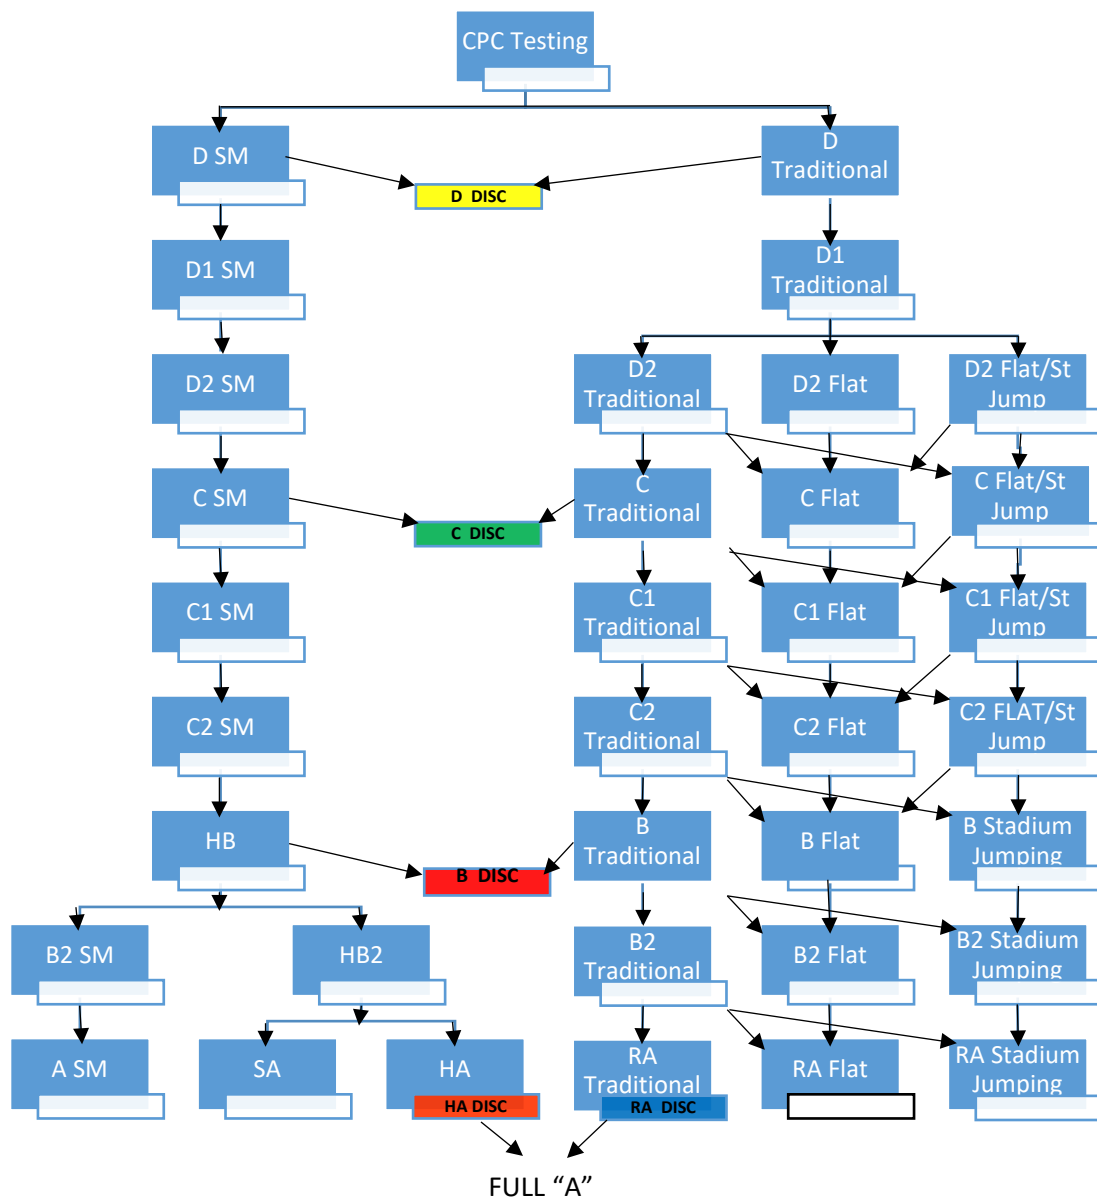 CPC Testing
D SM
D
Traditional
D  DISC
D1 SM
D1
Traditional
D2 SM
D2
Traditional
D2 Flat
D2 Flat/St
Jump
C SM
C
Traditional
C Flat
C Flat/St
Jump
C  DISC
C1 SM
C1
Traditional
C1 Flat
C1 Flat/St
Jump
C2 SM
C2
Traditional
C2 Flat
C2 FLAT/St
Jump
HB
B
Traditional
B Flat
B Stadium
Jumping
B  DISC
B2 SM
HB2
B2
Traditional
B2 Flat
B2 Stadium
Jumping
A SM
SA
HA
RA
Traditional
RA Flat
RA Stadium
Jumping
HA DISC
RA  DISC
FULL “A”